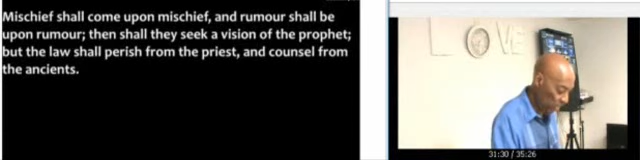 Mischief shall come upon mischief, and rumour shall be
upon rumour; then shall they seek a vision of the prophet;
but the law shall perish from the priest, and counsel from
the ancients.
LOVE
31:30 / 35:26